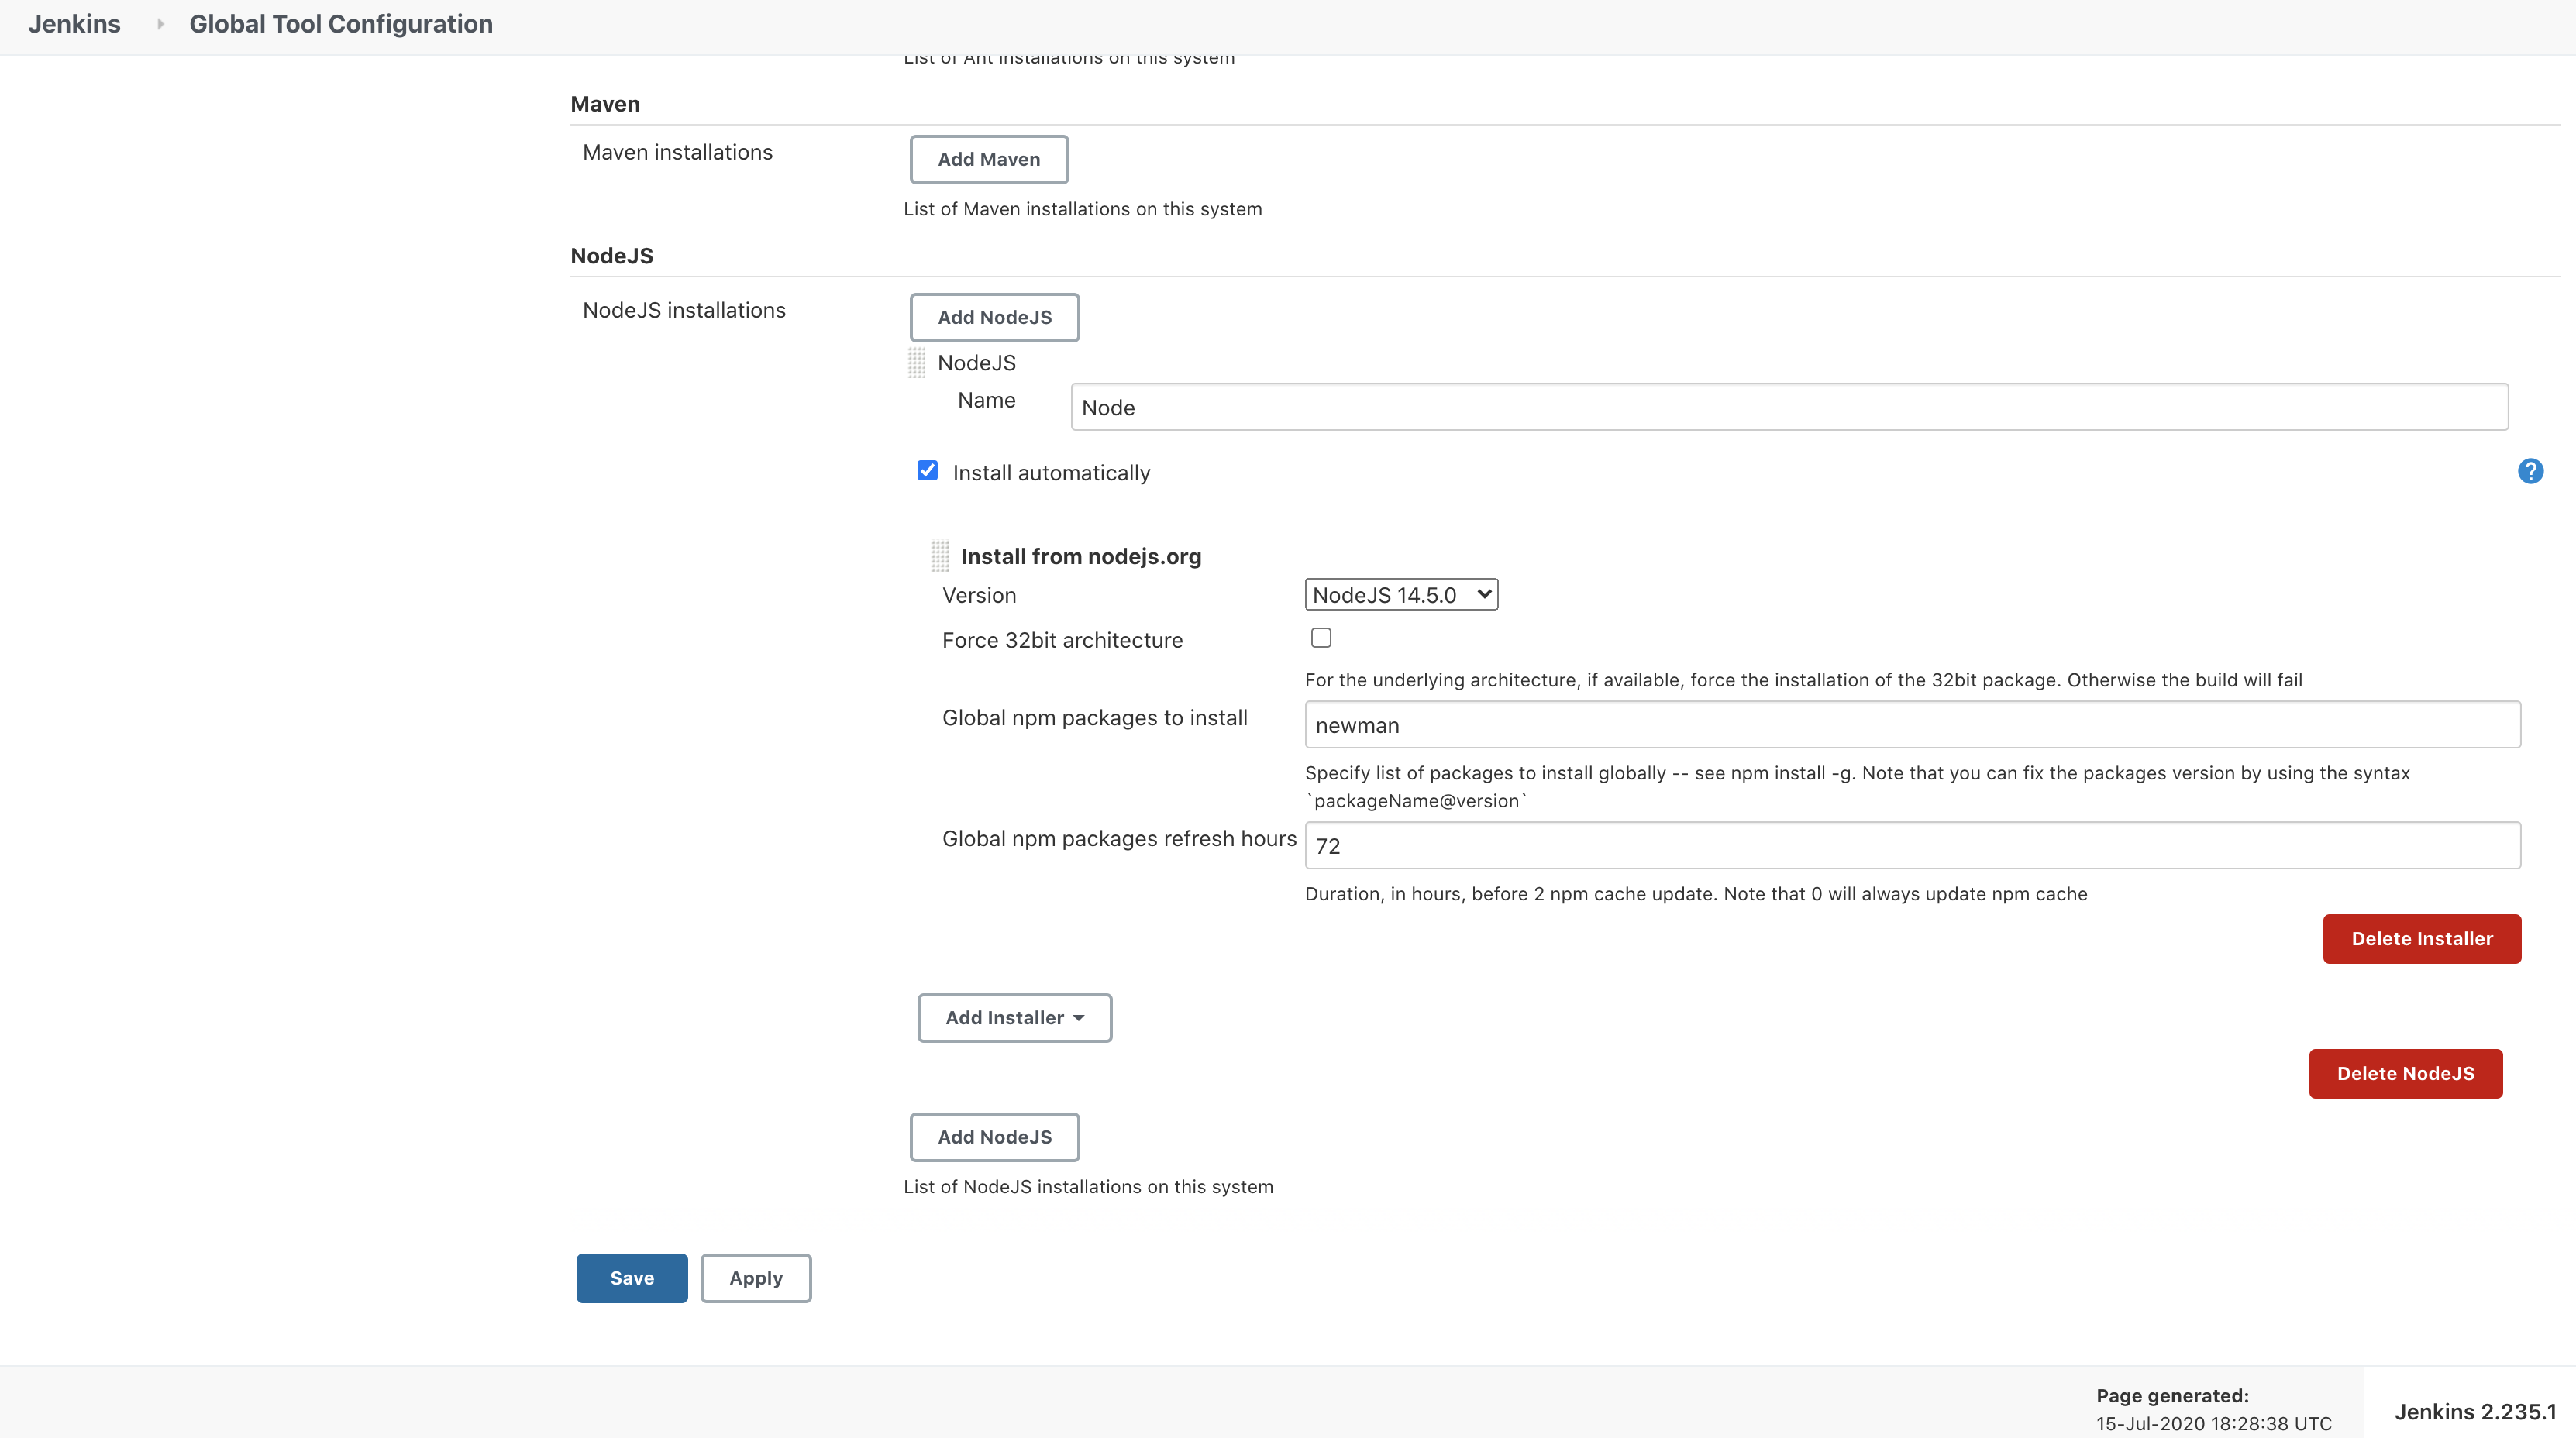 Jenkins
Global Tool Configuration
List of Ant installations on this system
Maven
Maven installations
Add Maven
List of Maven installations on this system
NodeJS
NodeJS installations
Add NodeJS
NodeJS
Name
Node
Install automatically
?
Install from nodejs.org
Version
NodeJS 14.5.0
Force 32bit architecture
For the underlying architecture, if available, force the installation of the 32bit package. Otherwise the build will fail
Global npm packages to install
newman
Specify list of packages to install globally -- see npm install -g. Note that you can fix the packages version by using the syntax
`packageName@version`
Global npm packages refresh hours
72
Duration, in hours, before 2 npm cache update. Note that 0 will always update npm cache
Delete Installer
Add Installer
Delete NodeJS
Add NodeJS
List of NodeJS installations on this system
Save
Apply
Page generated:
15-Jul-2020 18:28:38 UTC
Jenkins 2.235.1